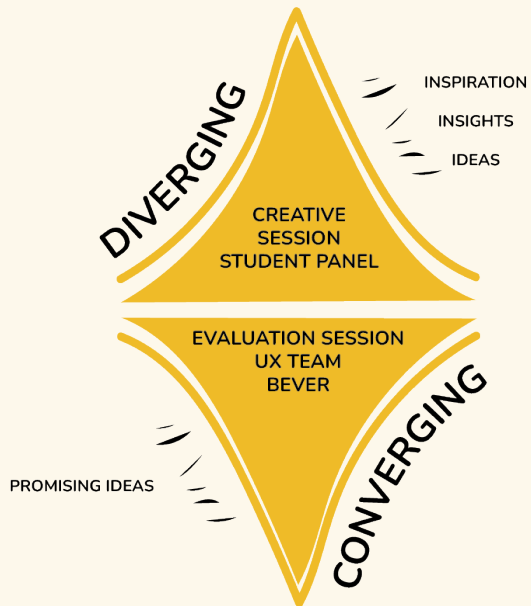 DIVERGING
INSPIRATION
INSIGHTS
IDEAS
CREATIVE
SESSION
STUDENT PANEL
EVALUATION SESSION
UX TEAM
BEVER
CONVERGING
PROMISING IDEAS